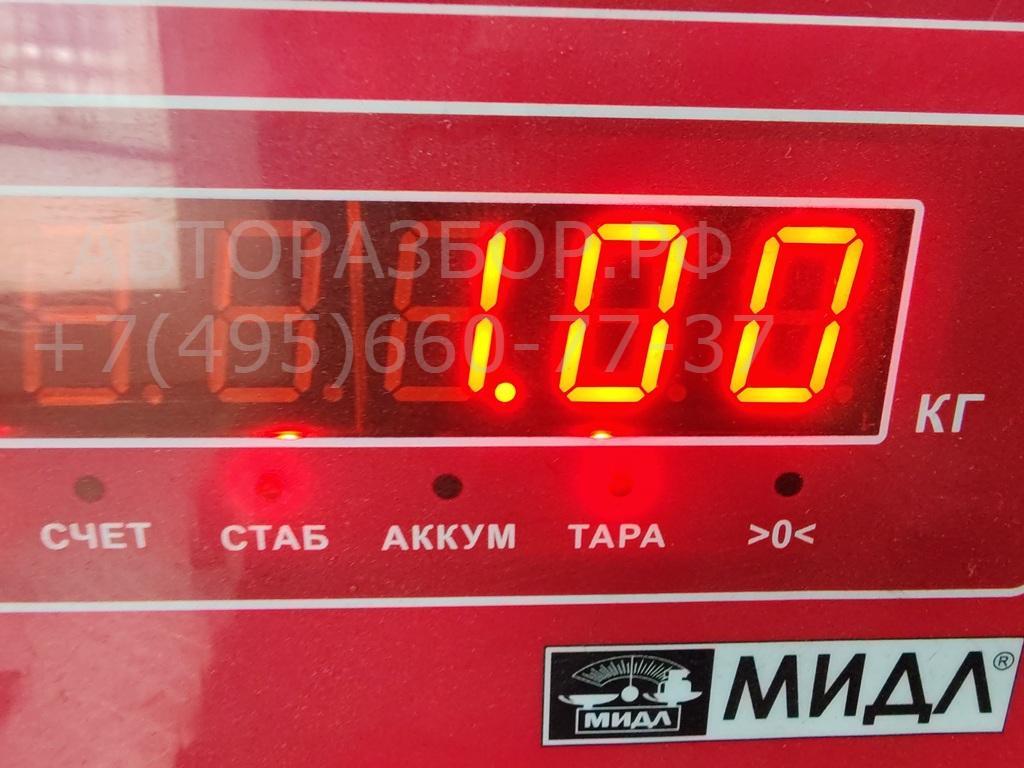 АВТОРАЗБОР.РФ
+7(495)660-77-37
1.00
КГ
СЧЕТ СТАБ АККУМ ТАРА >0<
МИДЛ МИДЛ®